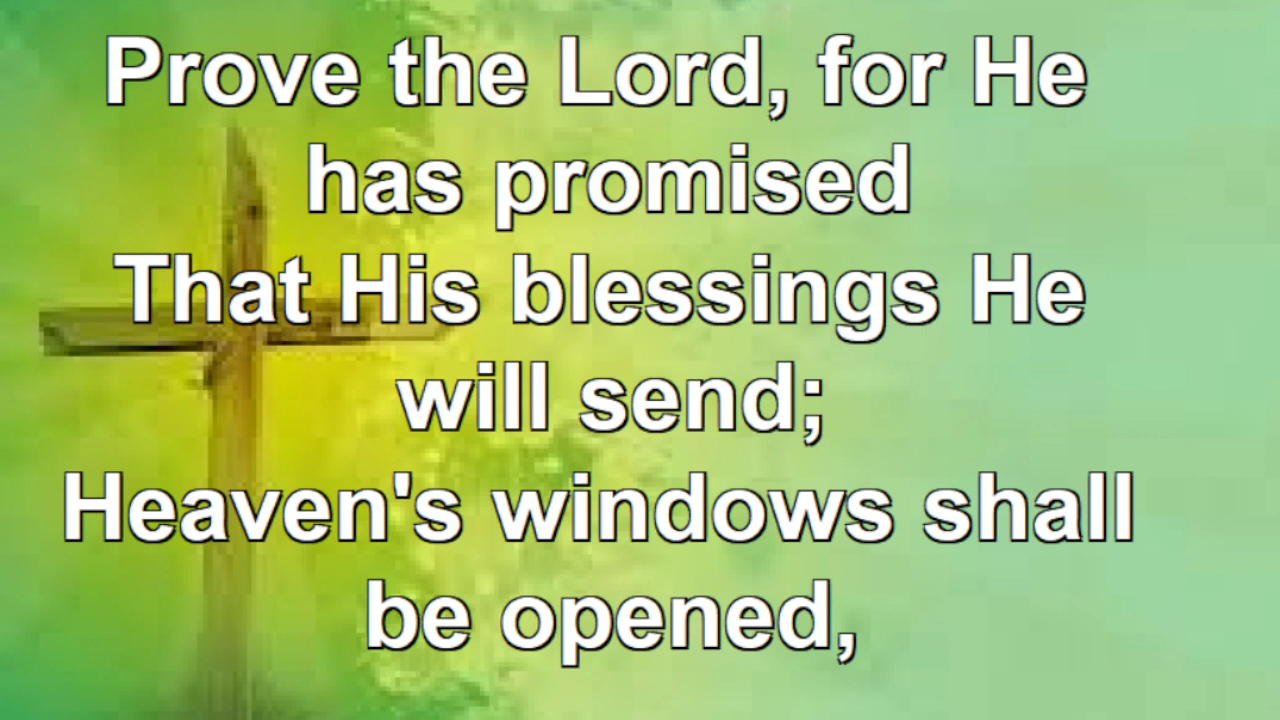 Prove the Lord, for He
has promised
That His blessings He
will send;
Heaven's windows shall
be opened,